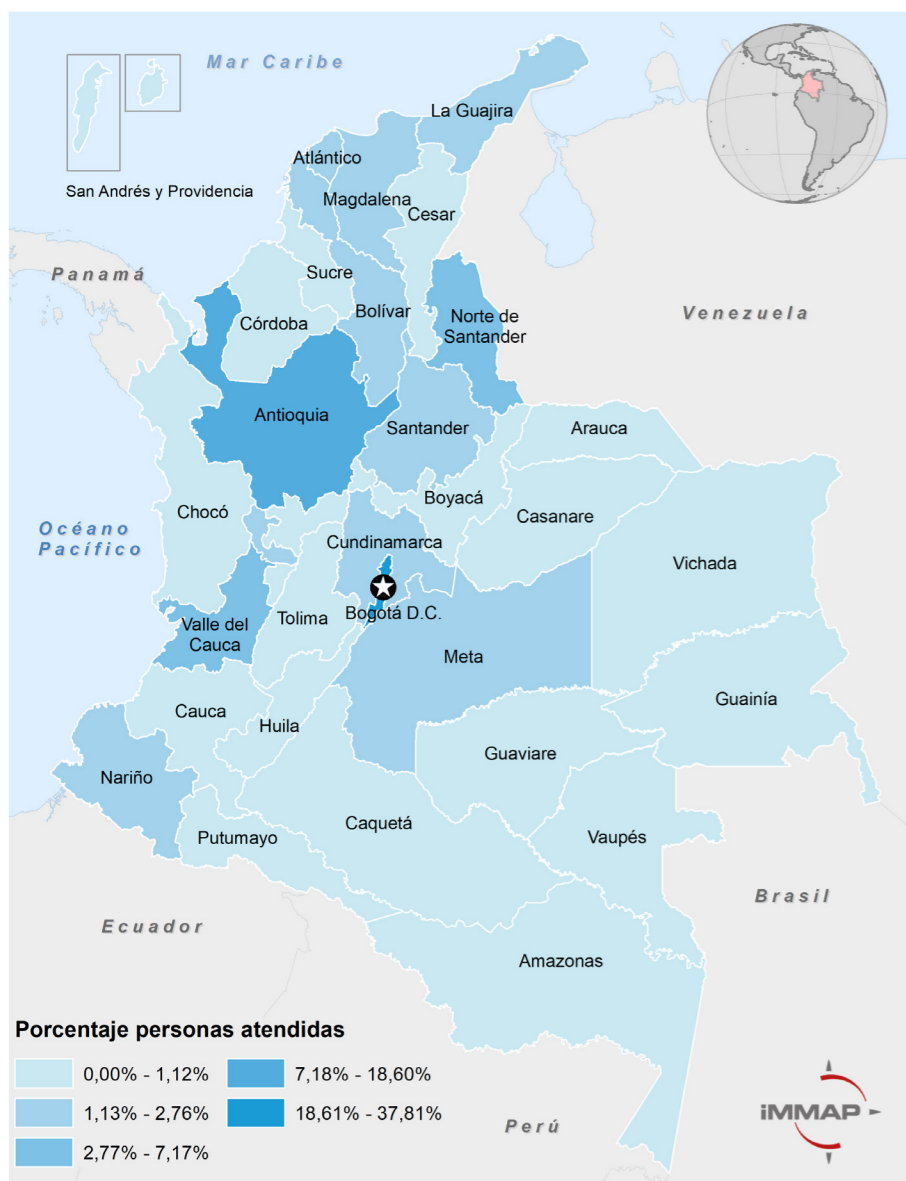 Mar Caribe
La Guajira
Atlántico
San Andrés y Providencia
Magdalena
Cesar
Panamá
Sucre
Bolívar
Norte de
Santander
Venezuela
Córdoba
Antioquia
Santander
Arauca
Boyacá
Chocó
Casanare
Océano
Pacífico
Cundinamarca
Vichada
Tolima
Bogotá D.C.
Valle del
Cauca
Meta
Guainía
Cauca
Huila
Guaviare
Nariño
Caquetá
Putumayo
Vaupés
Brasil
Ecuador
Amazonas
Porcentaje personas atendidas
0,00% - 1,12%
7,18% - 18,60%
1,13% - 2,76%
18,61% - 37,81%
2,77% - 7,17%
Perú
iMMAP